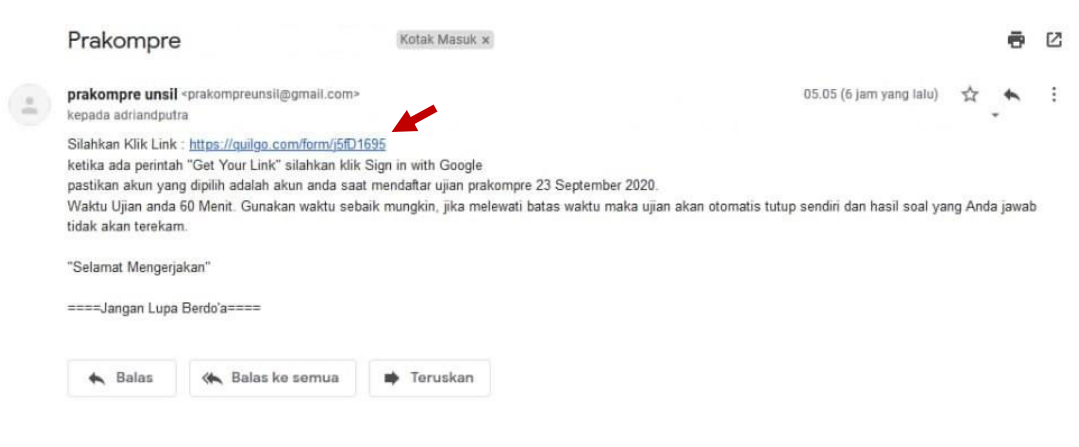 Prakompre Kotak Masuk ×
prakompre unsil <prakompreunsil@gmail.com> 05.05 (6 jam yang lalu)
kepada adriandputra
Silahkan Klik Link : https://quilgo.com/form/j5fD1695
ketika ada perintah "Get Your Link" silahkan klik Sign in with Google
pastikan akun yang dipilih adalah akun anda saat mendaftar ujian prakompre 23 September 2020.
Waktu Ujian anda 60 Menit. Gunakan waktu sebaik mungkin, jika melewati batas waktu maka ujian akan otomatis tutup sendiri dan hasil soal yang Anda jawab
tidak akan terekam.
"Selamat Mengerjakan"
====Jangan Lupa Berdo'a====
Balas Balas ke semua Teruskan